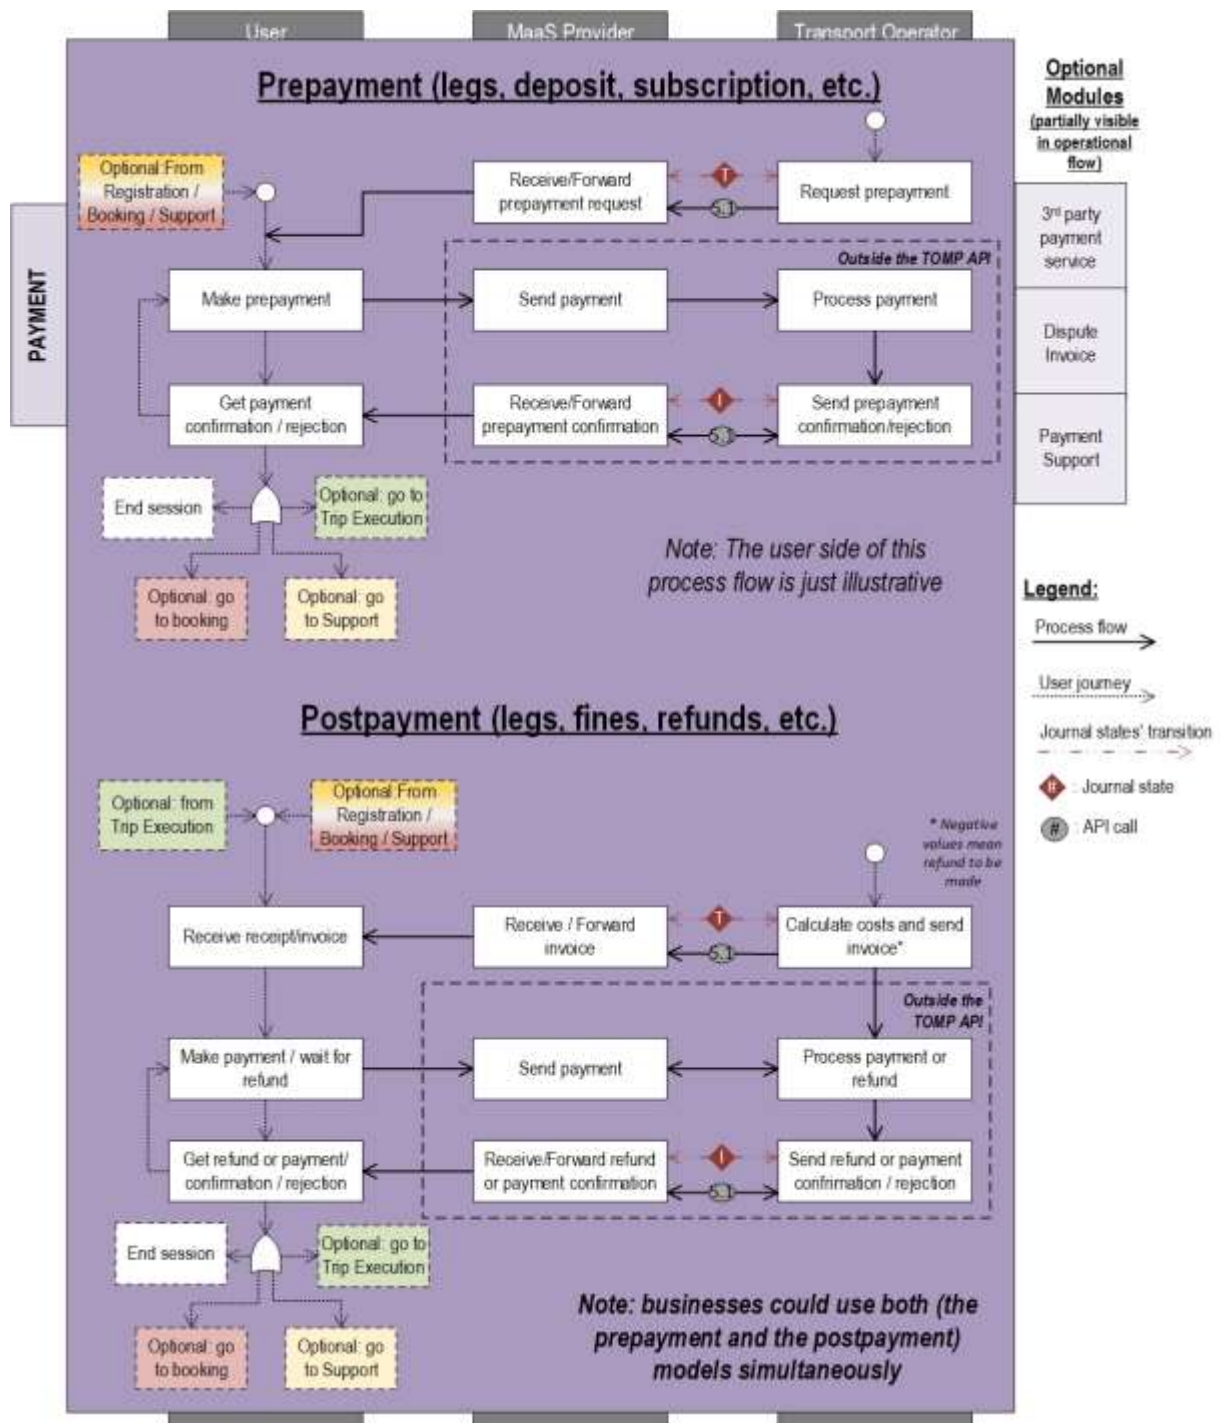 User
MaaS Provider
Transport Operator
Prepayment (legs, deposit, subscription, etc.)
Optional
Modules
(partially visible
in operational
flow)
Optional:From
Registration /
Booking / Support
Receive/Forward
prepayment request
T
5.1
Request prepayment
3rd party
payment
service
Outside the TOMP API
PAYMENT
Make prepayment
Send payment
Process payment
Dispute
Invoice
Get payment
confirmation / rejection
Receive/Forward
prepayment confirmation
I
Send prepayment
confirmation/rejection
Payment
Support
End session
Optional: go to
Trip Execution
Optional: go
to booking
Optional: go
to Support
Note: The user side of this
process flow is just illustrative
Legend:
Process flow
User journey
Journal states' transition
# : Journal state
# : API call
Postpayment (legs, fines, refunds, etc.)
Optional: from
Trip Execution
Optional From
Registration /
Booking / Support
* Negative
values mean
refund to be
made
Receive receipt/invoice
Receive / Forward
invoice
T
5.1
Calculate costs and send
invoice*
Outside the
TOMP API
Make payment / wait for
refund
Send payment
Process payment or
refund
Get refund or payment/
confirmation / rejection
Receive/Forward refund
or payment confirmation
I
5.1
Send refund or payment
confrimation / rejection
End session
Optional: go to
Trip Execution
Optional: go
to booking
Optional: go
to Support
Note: businesses could use both (the
prepayment and the postpayment)
models simultaneously